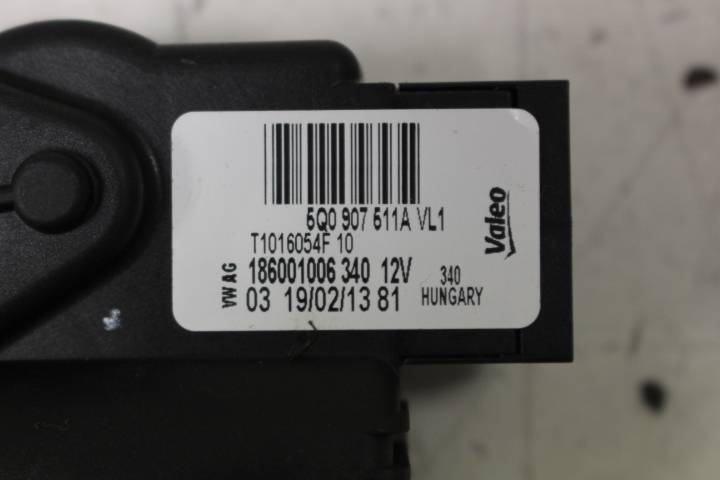 5Q0 907 511A VL1
T1016054F 10
186001006 340 12V
03 19/02/13 81
VW AG
340
HUNGARY
Valeo